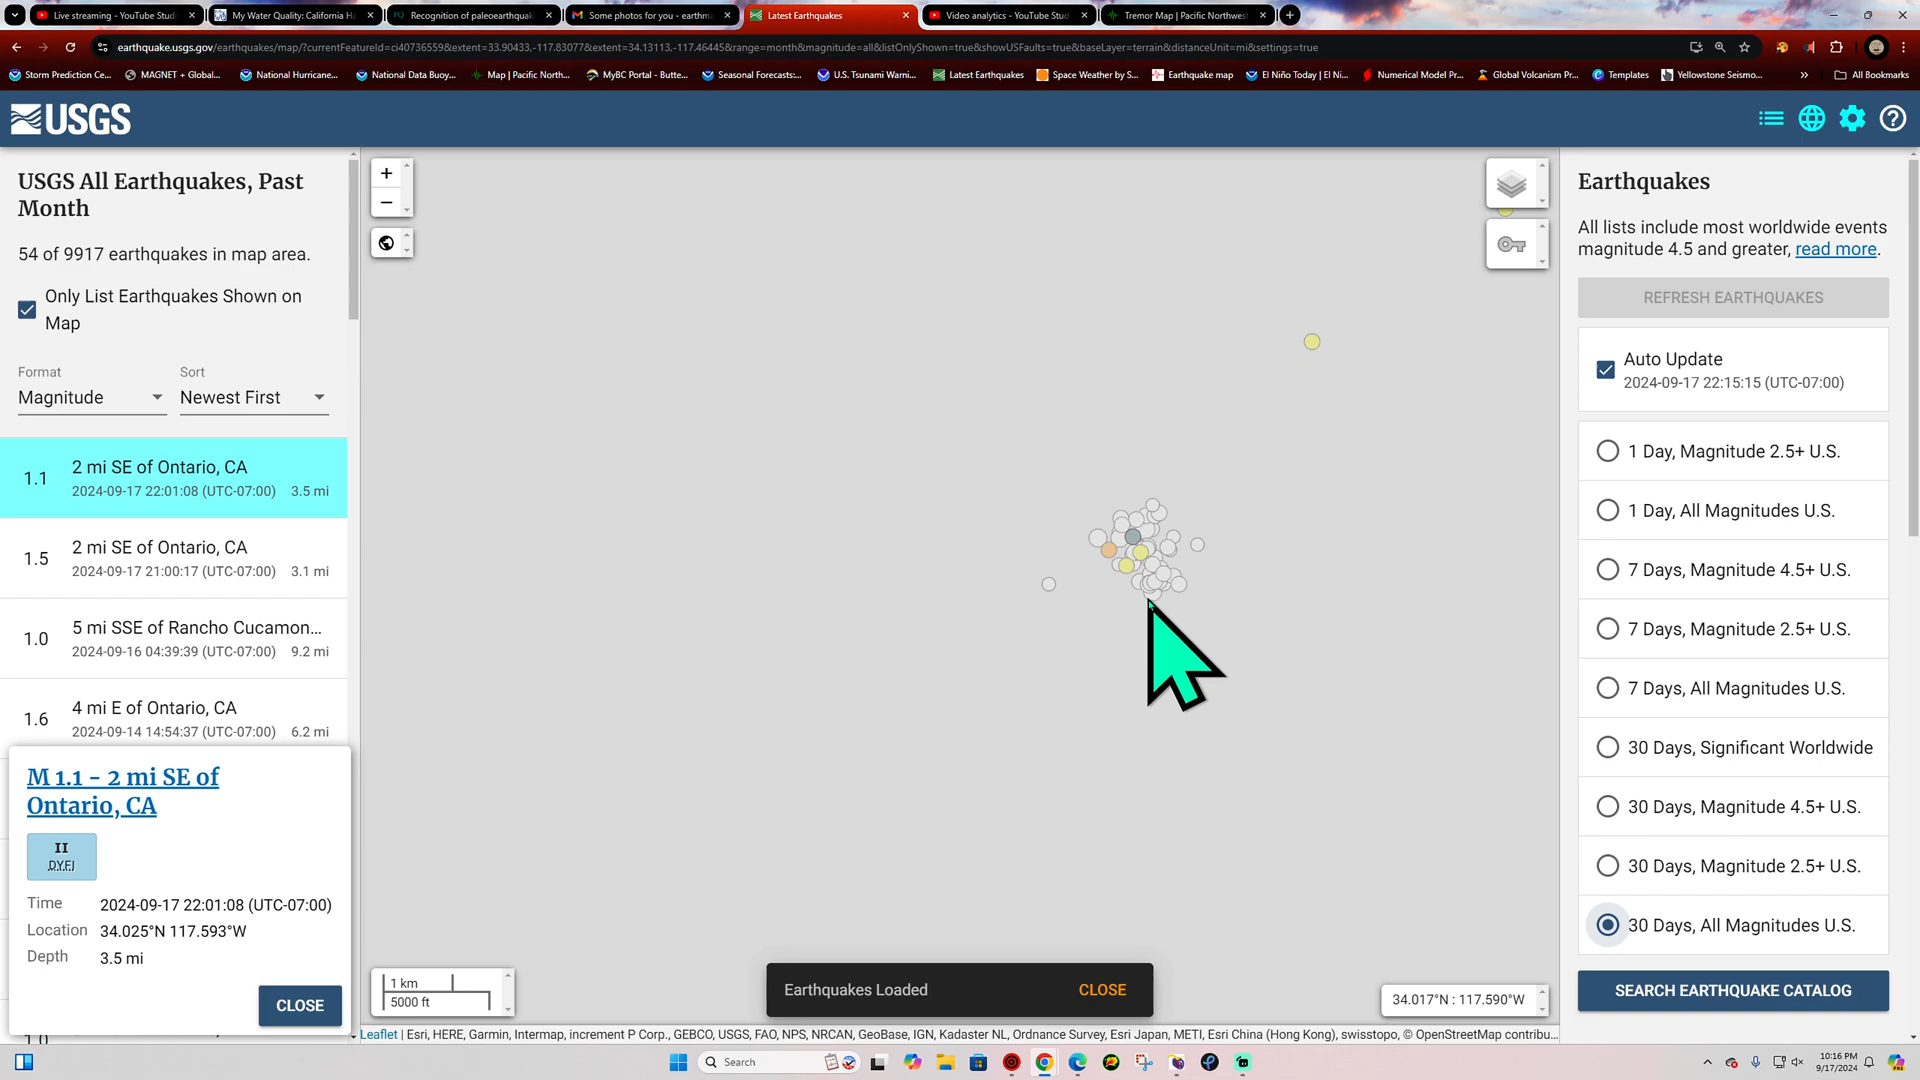 Live streaming - YouTube Studi
My Water Quality: California Ha
Recognition of paleoearthquak
Some photos for you - earthma
Latest Earthquakes
Video analytics - YouTube Stud
Tremor Map | Pacific Northwes
earthquake.usgs.gov/earthquakes/map/?currentFeatureId=ci40736559&extent=33.90433,-117.83077&extent=34.13113,-117.46445&range=month&magnitude=all&listOnlyShown=true&showUSFaults=true&baseLayer=terrain&distanceUnit=mi&settings=true
Storm Prediction Ce...
MAGNET + Global...
National Hurricane...
National Data Buoy...
Map | Pacific North...
MyBC Portal - Butte...
Seasonal Forecasts:...
U.S. Tsunami Warni...
Latest Earthquakes
Space Weather by S...
Earthquake map
El Niño Today | El Ni...
Numerical Model Pr...
Global Volcanism Pr...
Templates
Yellowstone Seismo...
»
All Bookmarks
USGS
USGS All Earthquakes, Past
Month
54 of 9917 earthquakes in map area.
Only List Earthquakes Shown on
Map
Format
Sort
Magnitude
Newest First
1.1
2 mi SE of Ontario, CA
2024-09-17 22:01:08 (UTC-07:00) 3.5 mi
1.5
2 mi SE of Ontario, CA
2024-09-17 21:00:17 (UTC-07:00) 3.1 mi
1.0
5 mi SSE of Rancho Cucamon...
2024-09-16 04:39:39 (UTC-07:00) 9.2 mi
1.6
4 mi E of Ontario, CA
2024-09-14 14:54:37 (UTC-07:00) 6.2 mi
M 1.1 - 2 mi SE of
Ontario, CA
II
DYFI
Time 2024-09-17 22:01:08 (UTC-07:00)
Location 34.025°N 117.593°W
Depth 3.5 mi
CLOSE
1.0
+
−
1 km
5000 ft
Earthquakes Loaded CLOSE
34.017°N : 117.590°W
Leaflet | Esri, HERE, Garmin, Intermap, increment P Corp., GEBCO, USGS, FAO, NPS, NRCAN, GeoBase, IGN, Kadaster NL, Ordnance Survey, Esri Japan, METI, Esri China (Hong Kong), swisstopo, © OpenStreetMap contribu...
Earthquakes
All lists include most worldwide events
magnitude 4.5 and greater, read more.
REFRESH EARTHQUAKES
Auto Update
2024-09-17 22:15:15 (UTC-07:00)
1 Day, Magnitude 2.5+ U.S.
1 Day, All Magnitudes U.S.
7 Days, Magnitude 4.5+ U.S.
7 Days, Magnitude 2.5+ U.S.
7 Days, All Magnitudes U.S.
30 Days, Significant Worldwide
30 Days, Magnitude 4.5+ U.S.
30 Days, Magnitude 2.5+ U.S.
30 Days, All Magnitudes U.S.
SEARCH EARTHQUAKE CATALOG
Search
10:16 PM
9/17/2024